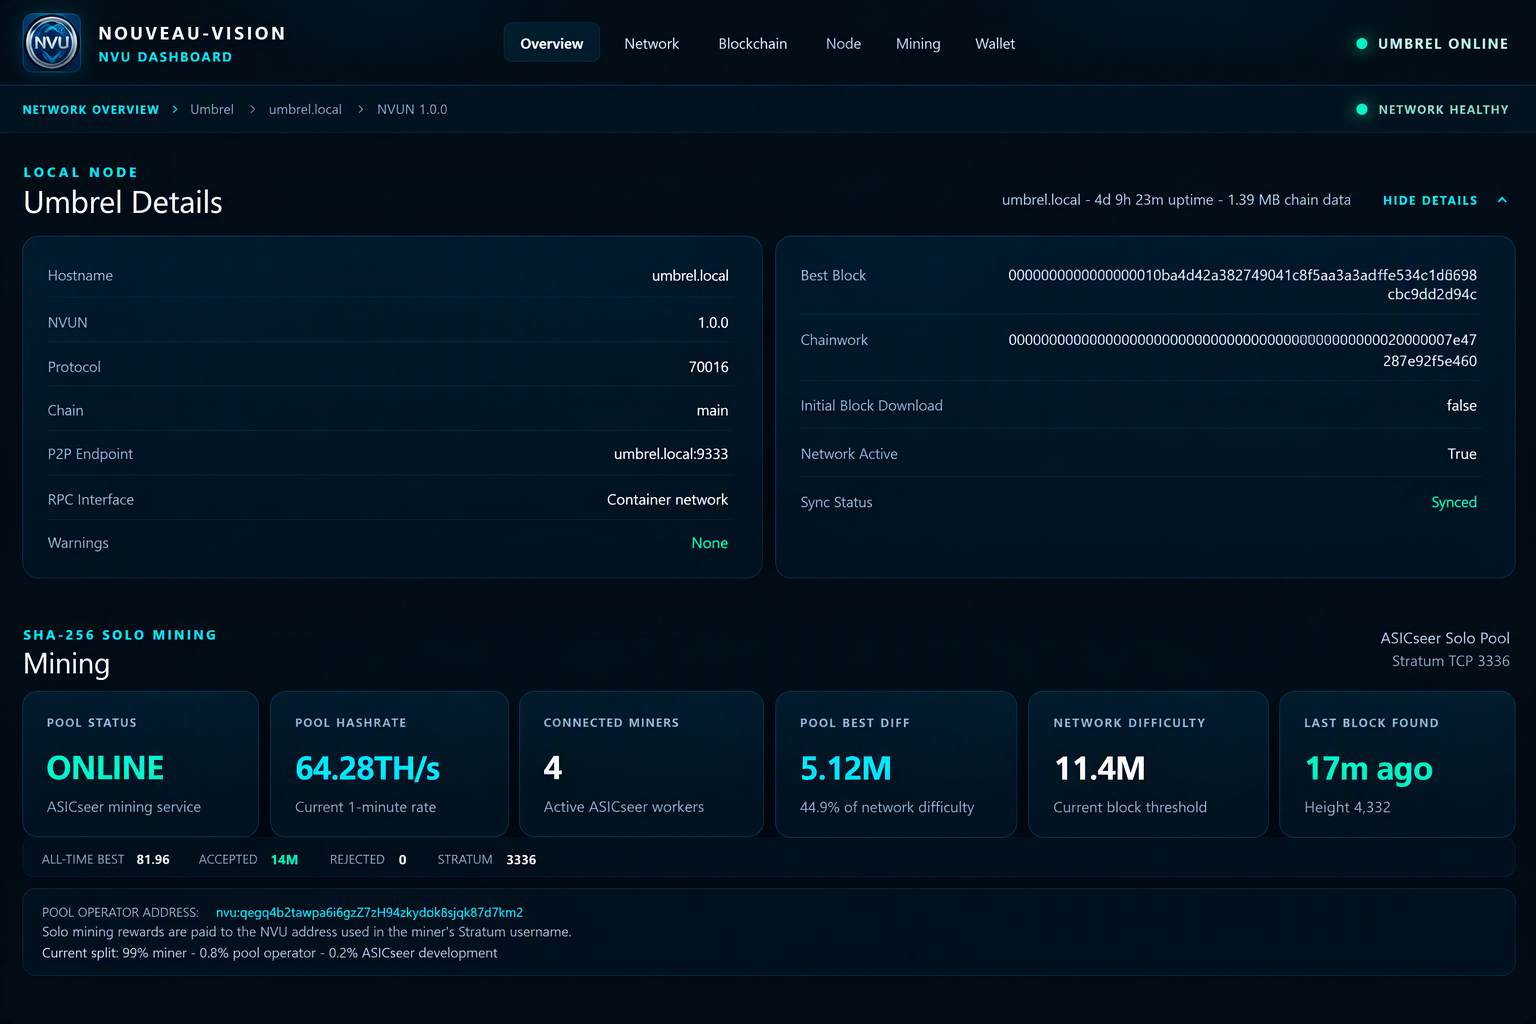 NVU
NOUVEAU-VISION
NVU DASHBOARD
Overview
Network
Blockchain
Node
Mining
Wallet
UMBREL ONLINE
NETWORK OVERVIEW > Umbrel > umbrel.local > NVUN 1.0.0
NETWORK HEALTHY
LOCAL NODE
Umbrel Details
umbrel.local - 4d 9h 23m uptime - 1.39 MB chain data
HIDE DETAILS
Hostname umbrel.local
NVUN 1.0.0
Protocol 70016
Chain main
P2P Endpoint umbrel.local:9333
RPC Interface Container network
Warnings None
Best Block
cbc9dd2d94c
Chainwork
287e92f5e460
Initial Block Download false
Network Active True
Sync Status Synced
SHA-256 SOLO MINING
Mining
ASICseer Solo Pool
Stratum TCP 3336
POOL STATUS
ONLINE
ASICseer mining service
POOL HASHRATE
64.28TH/s
Current 1-minute rate
CONNECTED MINERS
4
Active ASICseer workers
POOL BEST DIFF
5.12M
44.9% of network difficulty
NETWORK DIFFICULTY
11.4M
Current block threshold
LAST BLOCK FOUND
17m ago
Height 4,332
ALL-TIME BEST 81.96 ACCEPTED 14M REJECTED 0 STRATUM 3336
POOL OPERATOR ADDRESS:
Solo mining rewards are paid to the NVU address used in the miner's Stratum username.
Current split: 99% miner - 0.8% pool operator - 0.2% ASICseer development